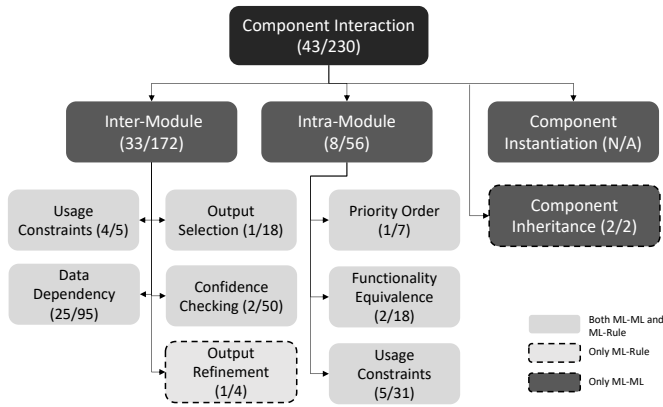 Component Interaction
(43/230)
Inter-Module
(33/172)
Intra-Module
(8/56)
Component
Instantiation (N/A)
Usage
Constraints (4/5)
Output
Selection (1/18)
Priority Order
(1/7)
Component
Inheritance (2/2)
Data
Dependency
(25/95)
Confidence
Checking (2/50)
Functionality
Equivalence
(2/18)
Output
Refinement
(1/4)
Usage
Constraints
(5/31)
Both ML-ML and
ML-Rule
Only ML-Rule
Only ML-ML